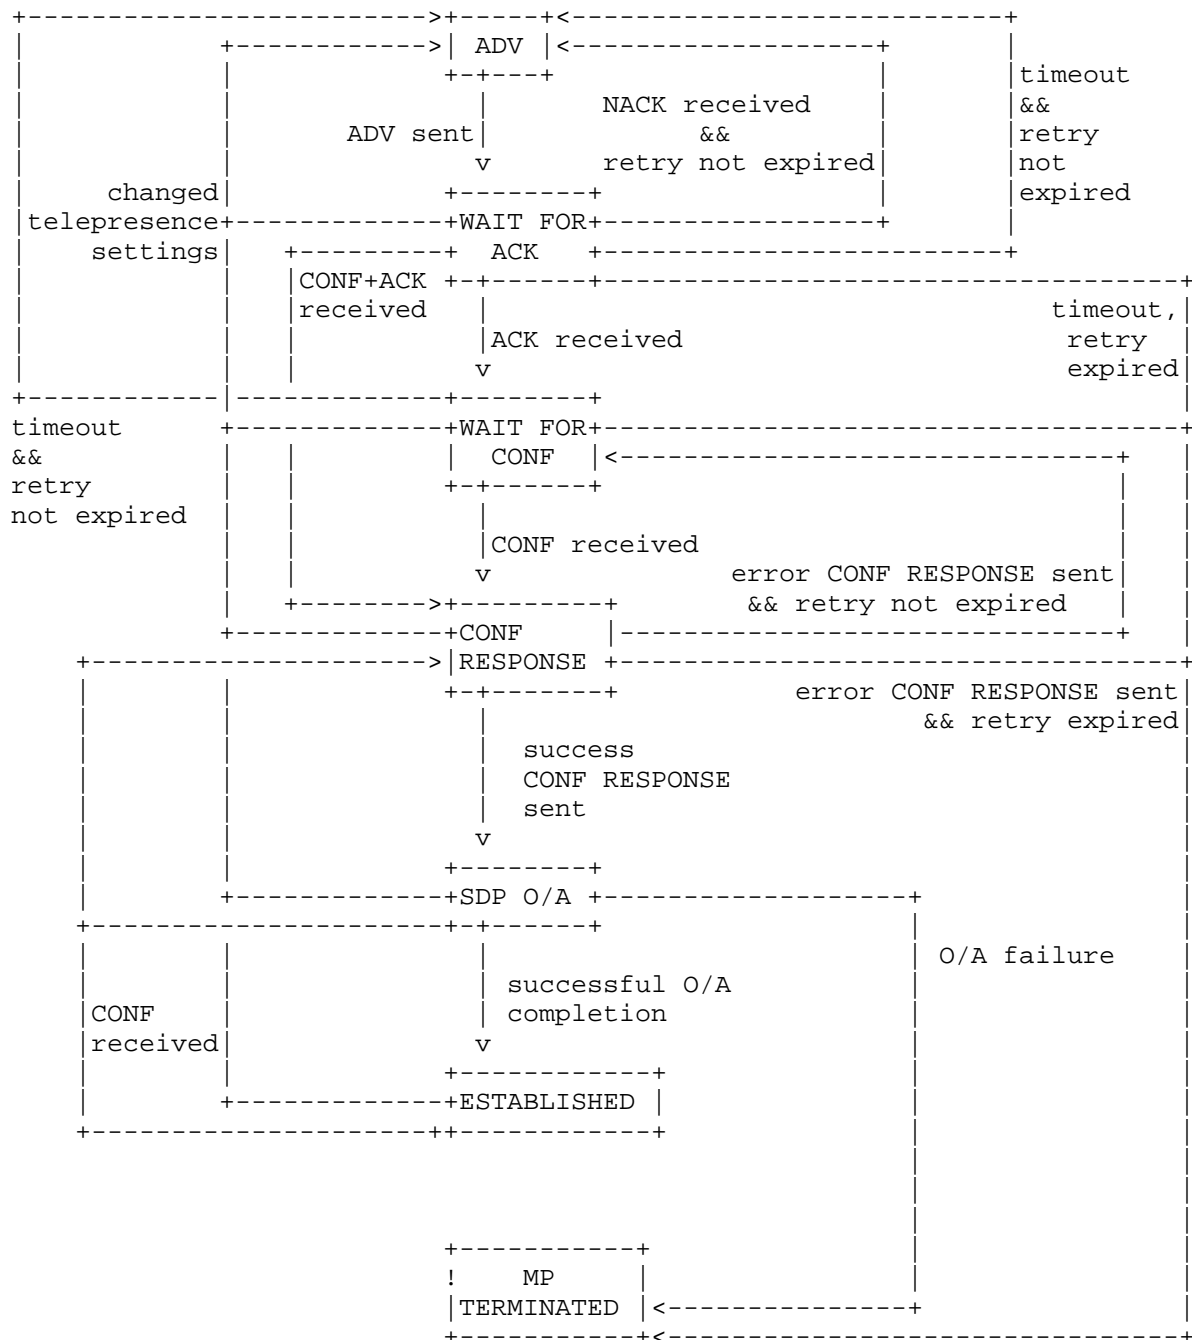 ADV
timeout
NACK received &&
ADV sent && retry
retry not expired not
changed expired
telepresence WAIT FOR
settings ACK
CONF+ACK
received timeout,
ACK received retry
expired
timeout WAIT FOR
&& CONF
retry
not expired
CONF received
error CONF RESPONSE sent
&& retry not expired
CONF
RESPONSE
error CONF RESPONSE sent
&& retry expired
success
CONF RESPONSE
sent
SDP O/A
O/A failure
successful O/A
CONF completion
received
ESTABLISHED
MP
TERMINATED